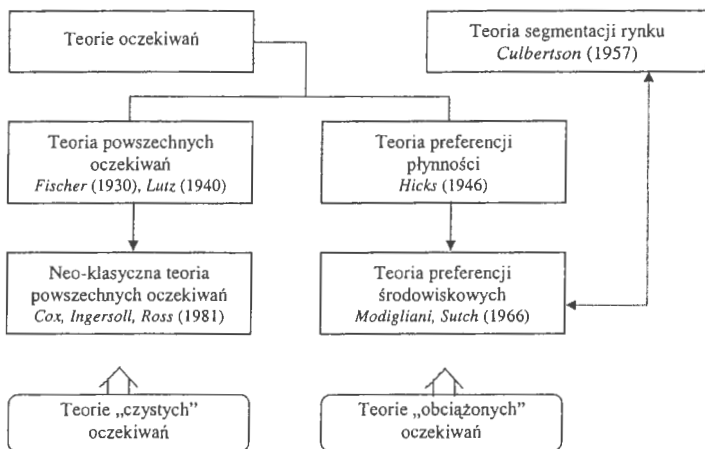 Teorie oczekiwań
Teoria segmentacji rynku
Culbertson (1957)
Teoria powszechnych
oczekiwań
Fischer (1930), Lutz (1940)
Teoria preferencji
płynności
Hicks (1946)
Neo-klasyczna teoria
powszechnych oczekiwań
Cox, Ingersoll, Ross (1981)
Teoria preferencji
środowiskowych
Modigliani, Sutch (1966)
Teorie „czystych”
oczekiwań
Teorie „obciążonych”
oczekiwań